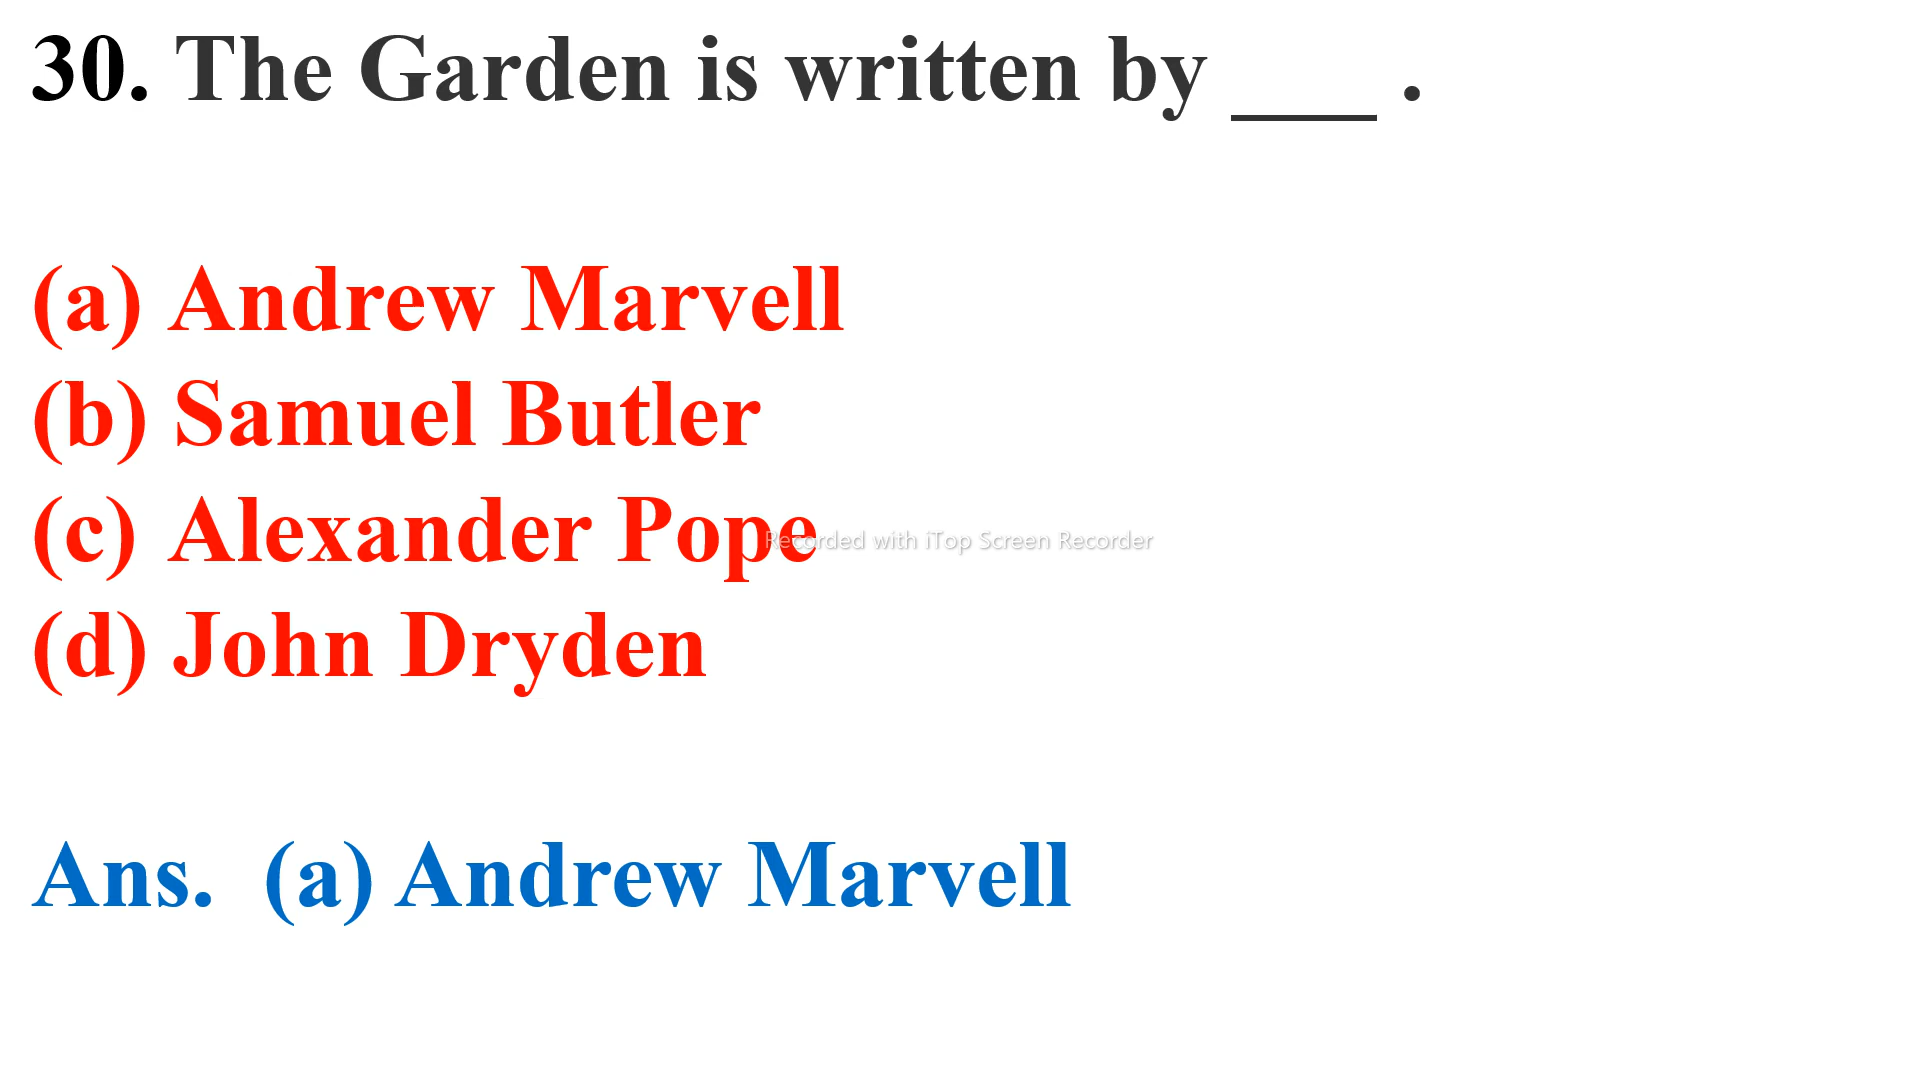 30. The Garden is written by ___ .
(a) Andrew Marvell
(b) Samuel Butler
(c) Alexander Pope
Recorded with iTop Screen Recorder
(d) John Dryden
Ans. (a) Andrew Marvell